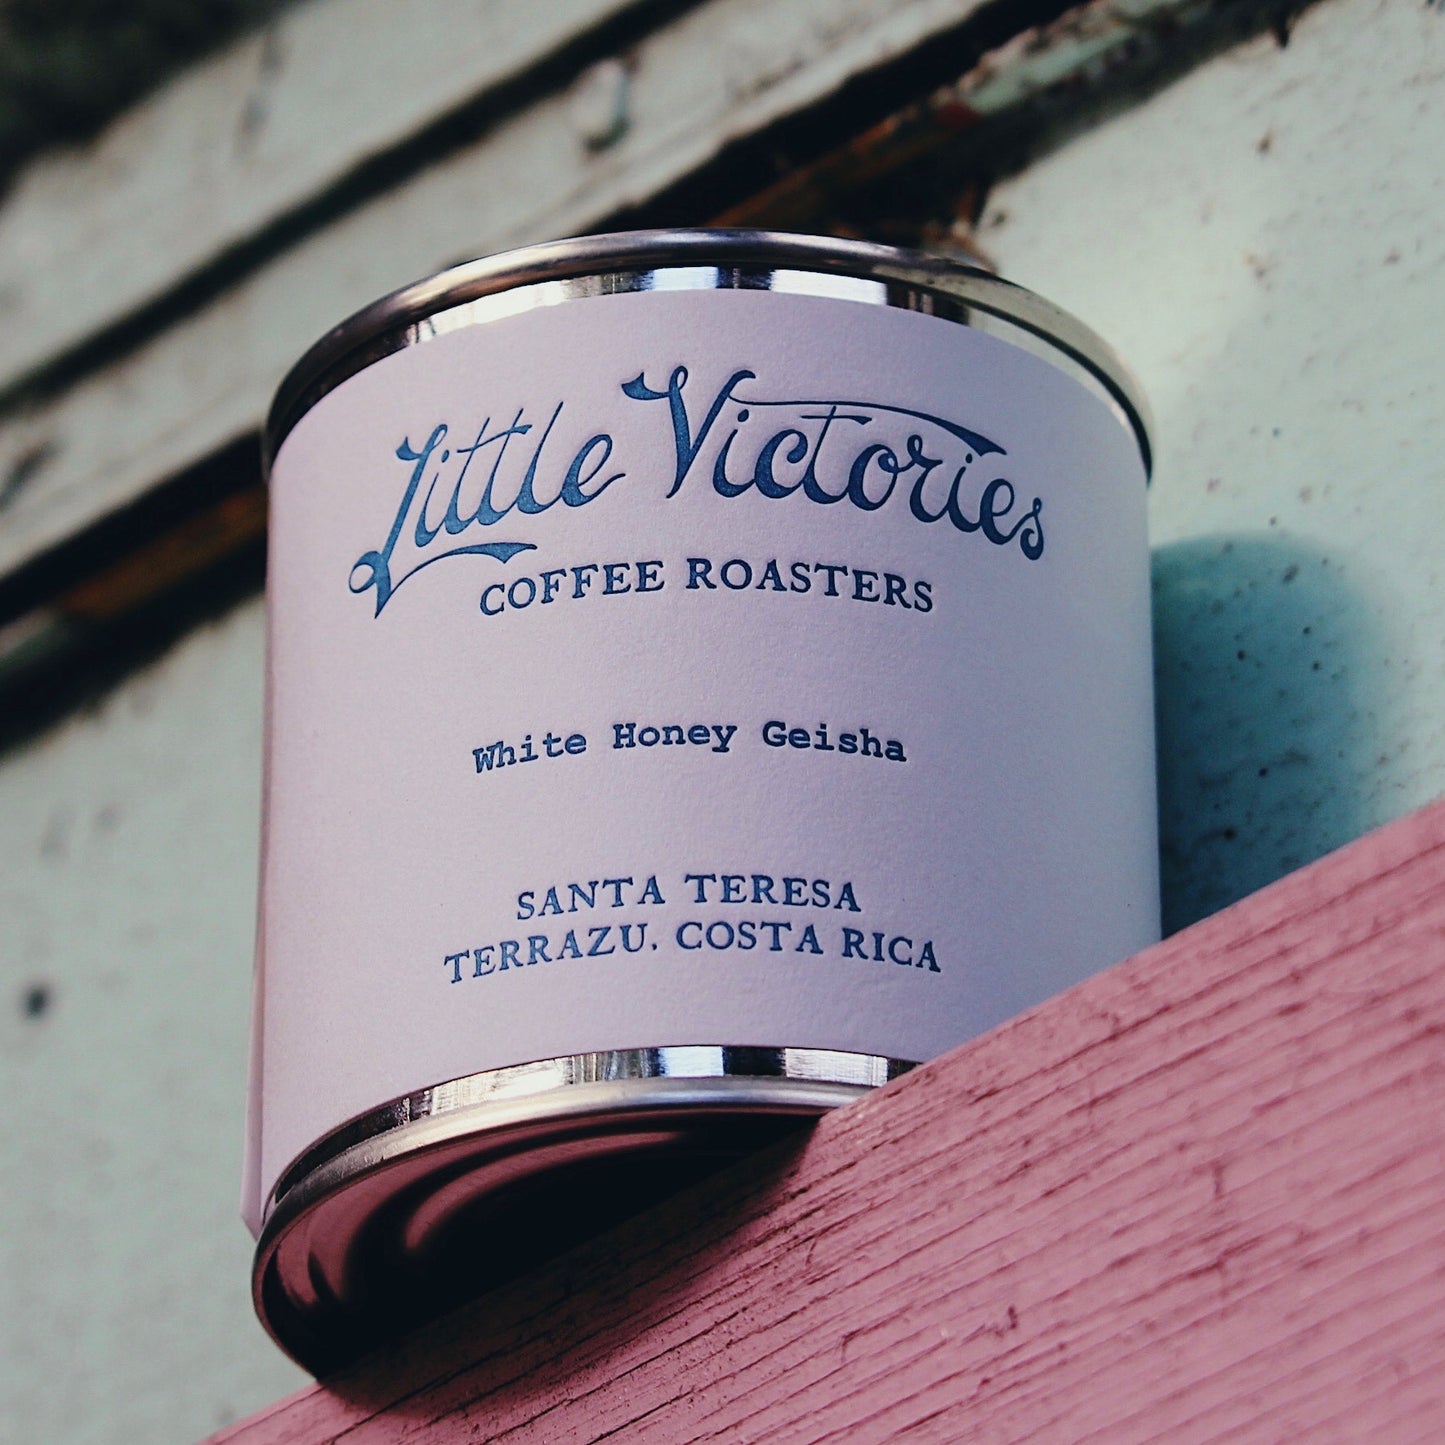 Little Victories
COFFEE ROASTERS
White Honey Geisha
SANTA TERESA
TERRAZU, COSTA RICA